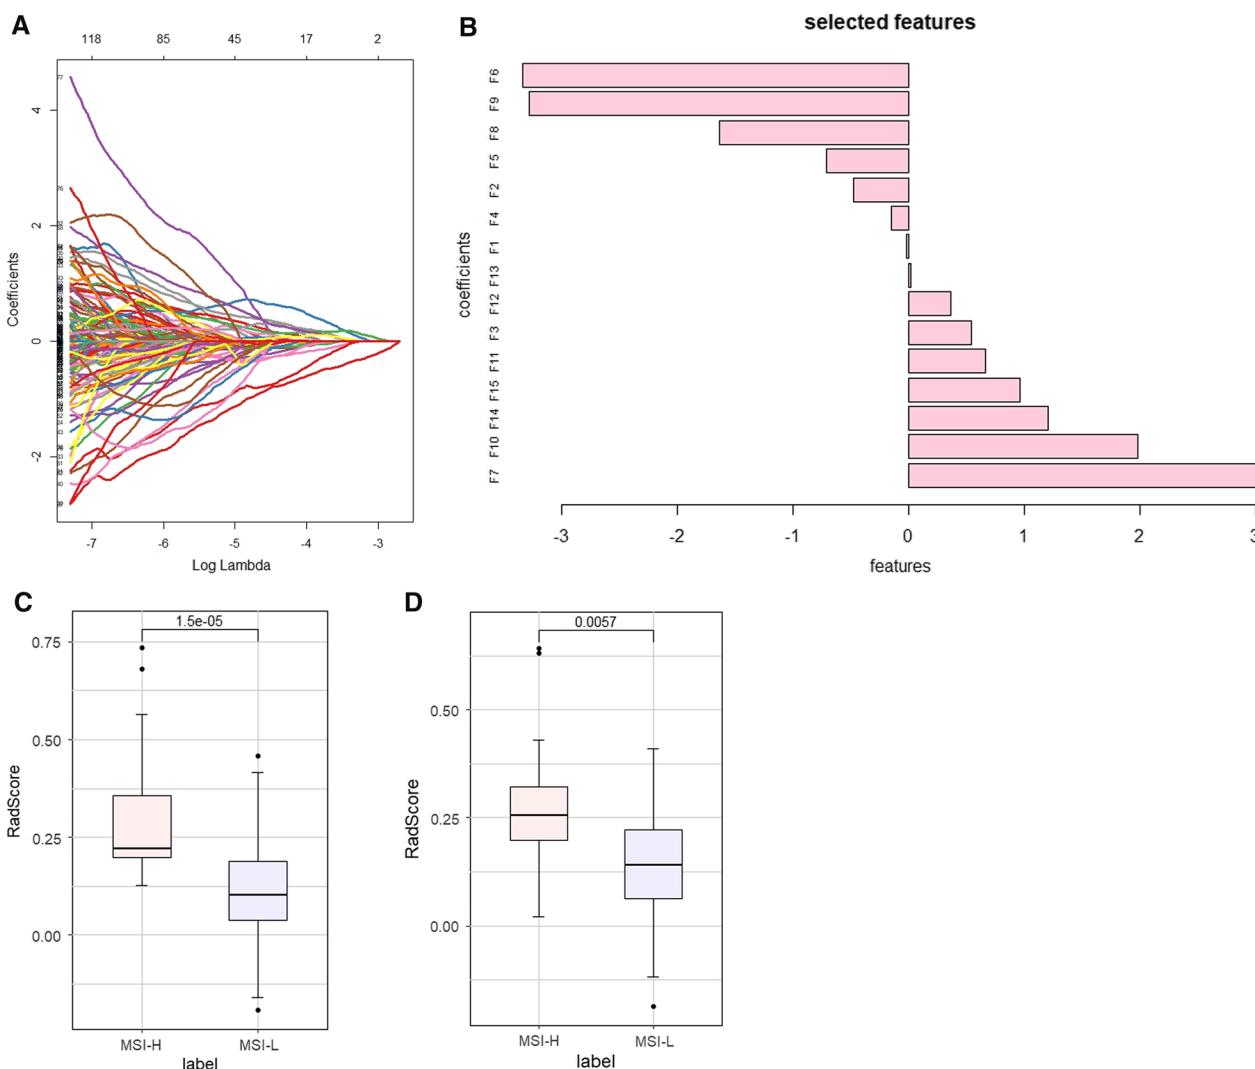 A
118 85 45 17 2
4
2
0
-2
Coefficients
-7 -6 -5 -4 -3
Log Lambda
B
selected features
F6
F9
F8
F5
F2
F4
F1
F13
F12
F3
F11
F15
F14
F10
F7
coefficients
-3 -2 -1 0 1 2 3
features
C
1.5e-05
0.75
0.50
0.25
0.00
RadScore
MSI-H MSI-L
label
D
0.0057
0.50
0.25
0.00
RadScore
MSI-H MSI-L
label